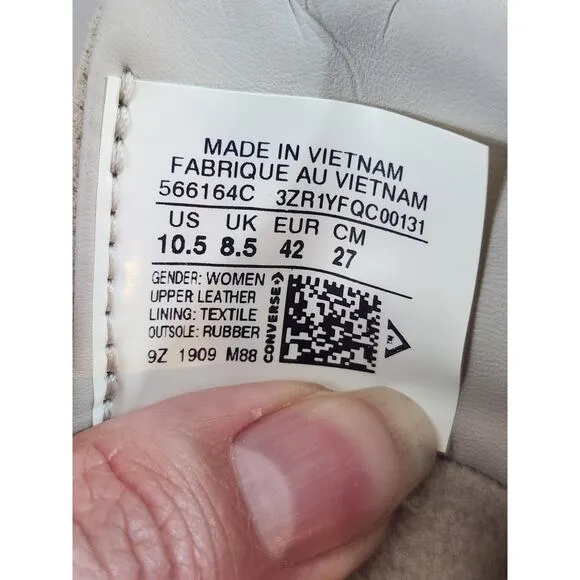 MADE IN VIETNAM
FABRIQUE AU VIETNAM
566164C 3ZR1YFQC00131
US UK EUR CM
10.5 8.5 42 27
GENDER: WOMEN
UPPER: LEATHER
LINING: TEXTILE
OUTSOLE: RUBBER
9Z 1909 M88
CONVERSE